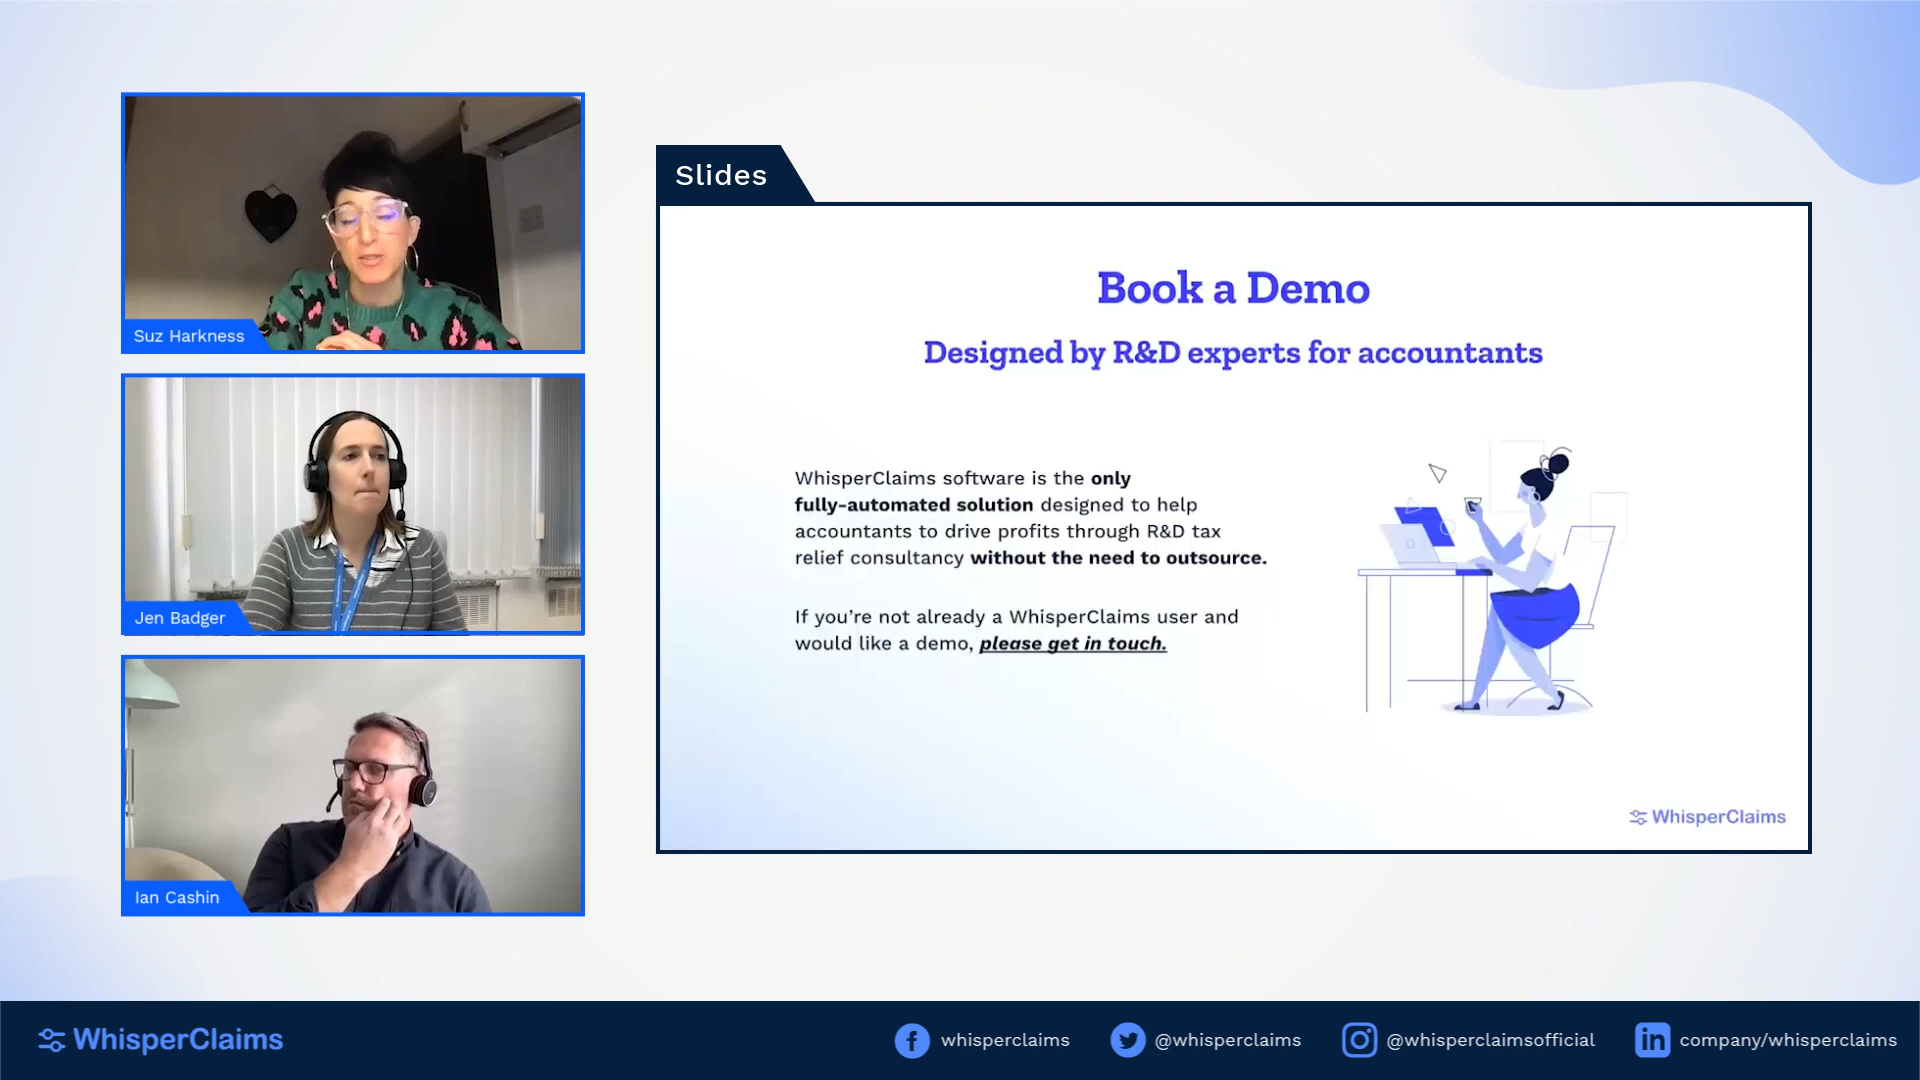 Suz Harkness
Jen Badger
Ian Cashin
Slides
Book a Demo
Designed by R&D experts for accountants
WhisperClaims software is the only
fully-automated solution designed to help
accountants to drive profits through R&D tax
relief consultancy without the need to outsource.
If you’re not already a WhisperClaims user and
would like a demo, please get in touch.
WhisperClaims
WhisperClaims
whisperclaims
@whisperclaims
@whisperclaimsofficial
company/whisperclaims